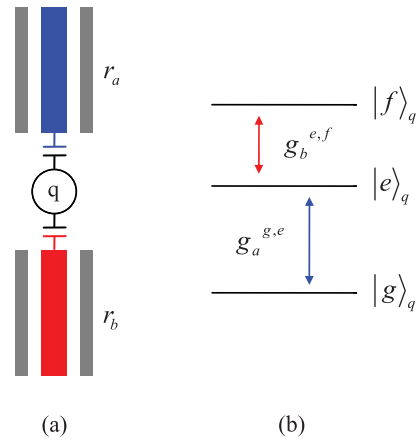 r_a
q
r_b
(a)
|f⟩_q
g_b^{e,f}
|e⟩_q
g_a^{g,e}
|g⟩_q
(b)